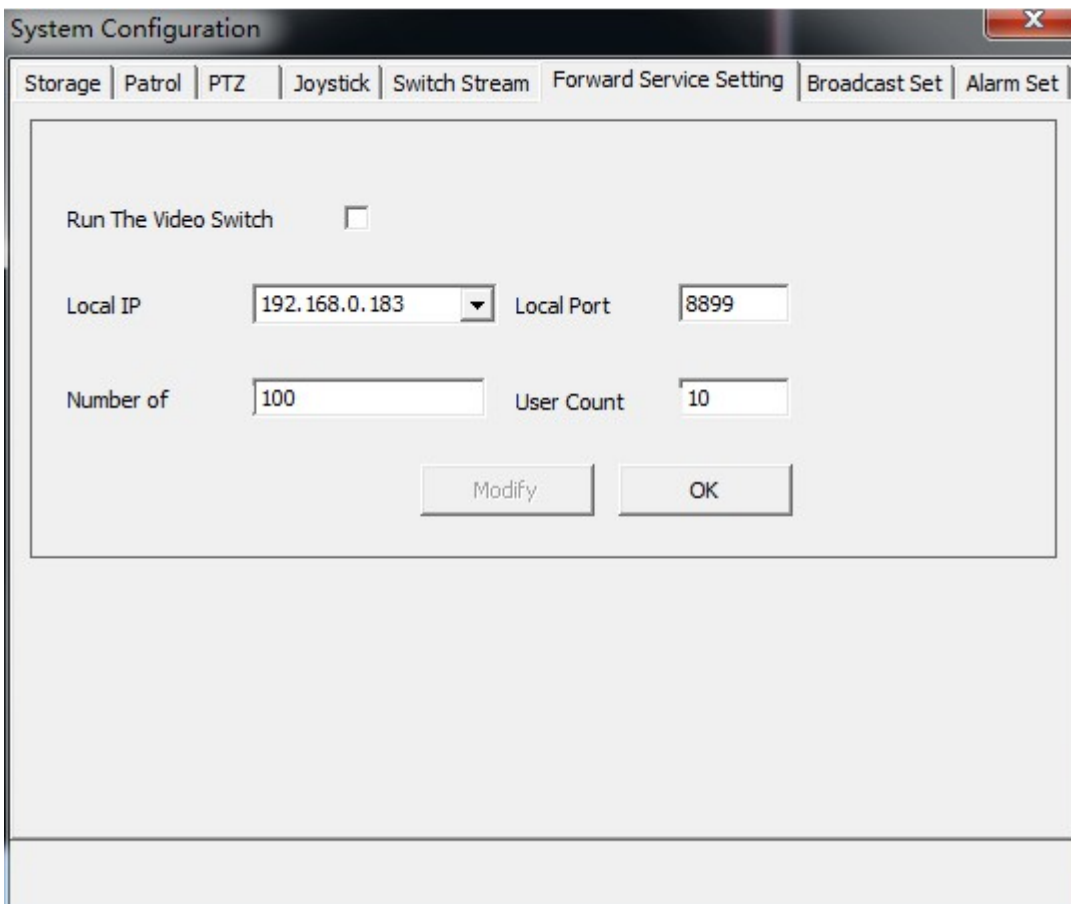 System Configuration
Storage Patrol PTZ Joystick Switch Stream Forward Service Setting Broadcast Set Alarm Set
Run The Video Switch
Local IP 192.168.0.183 Local Port 8899
Number of 100 User Count 10
Modify OK